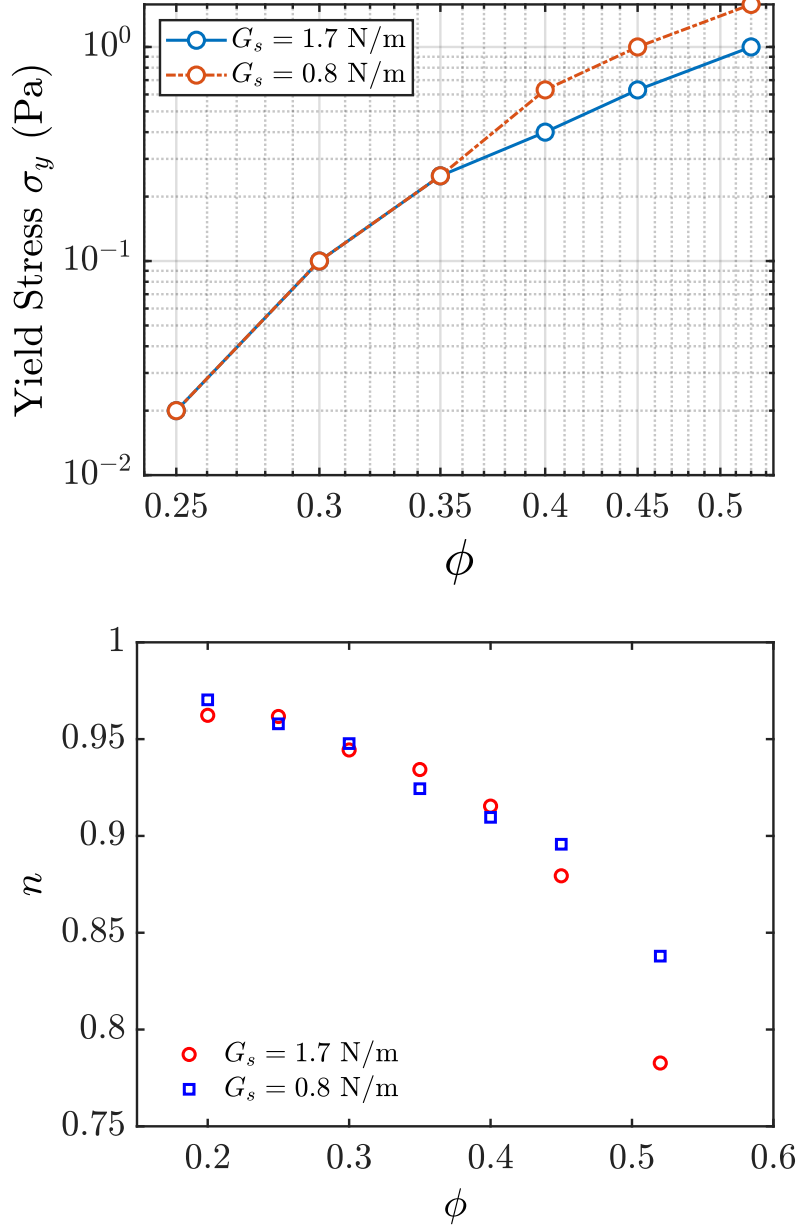 10⁰
10⁻¹
10⁻²
Yield Stress σ_y (Pa)
G_s = 1.7 N/m
G_s = 0.8 N/m
0.25 0.3 0.35 0.4 0.45 0.5
ϕ
1
0.95
0.9
0.85
0.8
0.75
n
G_s = 1.7 N/m
G_s = 0.8 N/m
0.2 0.3 0.4 0.5 0.6
ϕ